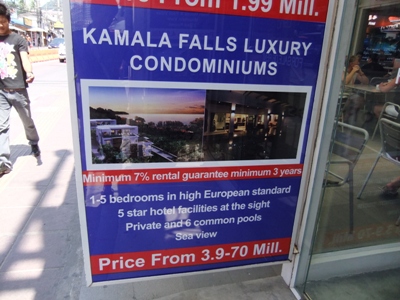 From 1.99 Mill.
KAMALA FALLS LUXURY
CONDOMINIUMS
Minimum 7% rental guarantee minimum 3 years
1-5 bedrooms in high European standard
5 star hotel facilities at the sight
Private and 6 common pools
Sea view
Price From 3.9-70 Mill.